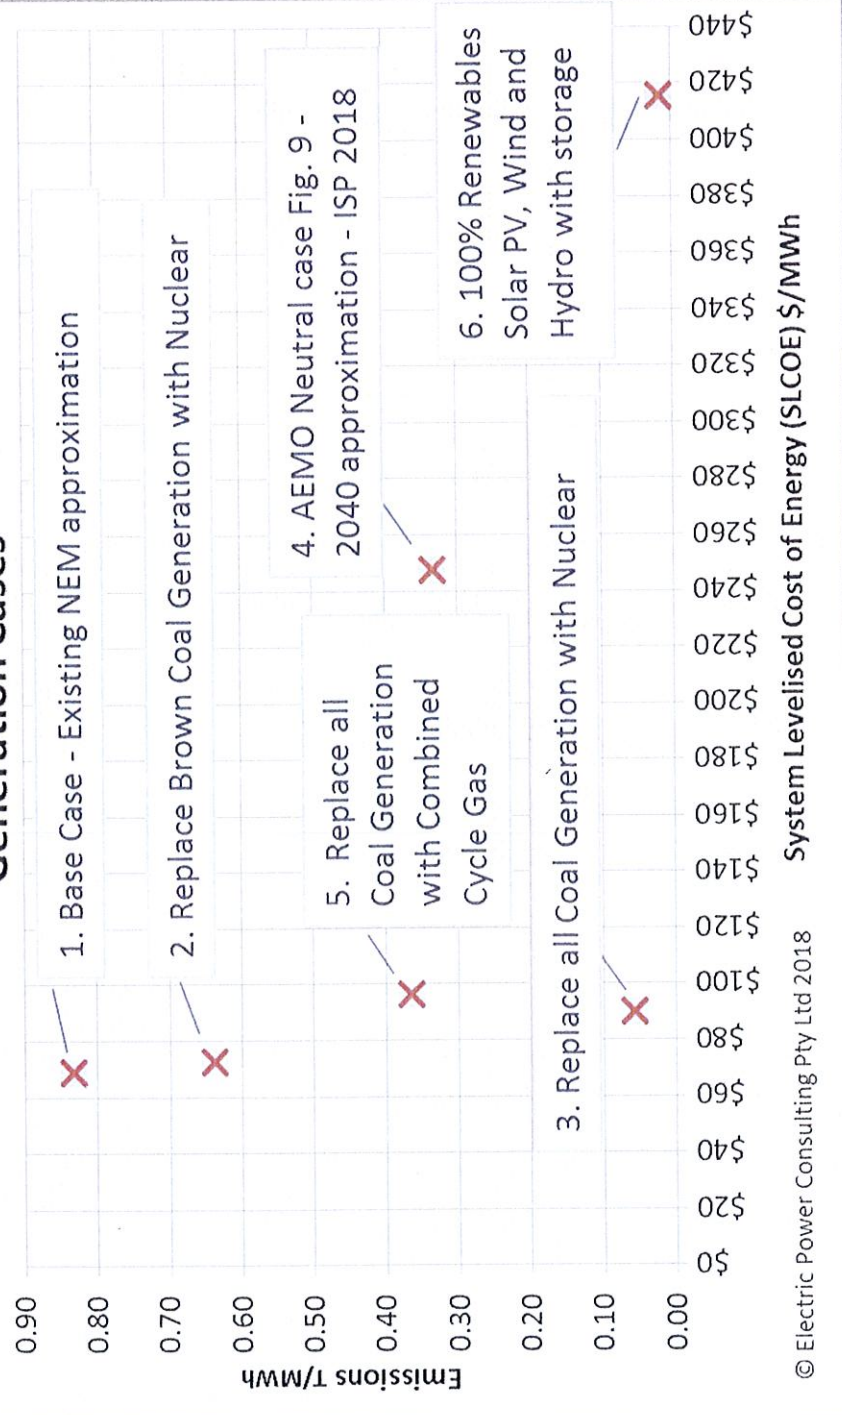 Generation Cases
Emissions T/MWh
0.90
0.80
0.70
0.60
0.50
0.40
0.30
0.20
0.10
0.00
1. Base Case - Existing NEM approximation
2. Replace Brown Coal Generation with Nuclear
4. AEMO Neutral case Fig. 9 -
2040 approximation - ISP 2018
5. Replace all
Coal Generation
with Combined
Cycle Gas
6. 100% Renewables
Solar PV, Wind and
Hydro with storage
3. Replace all Coal Generation with Nuclear
$0
$20
$40
$60
$80
$100
$120
$140
$160
$180
$200
$220
$240
$260
$280
$300
$320
$340
$360
$380
$400
$420
$440
System Levelised Cost of Energy (SLCOE) $/MWh
© Electric Power Consulting Pty Ltd 2018